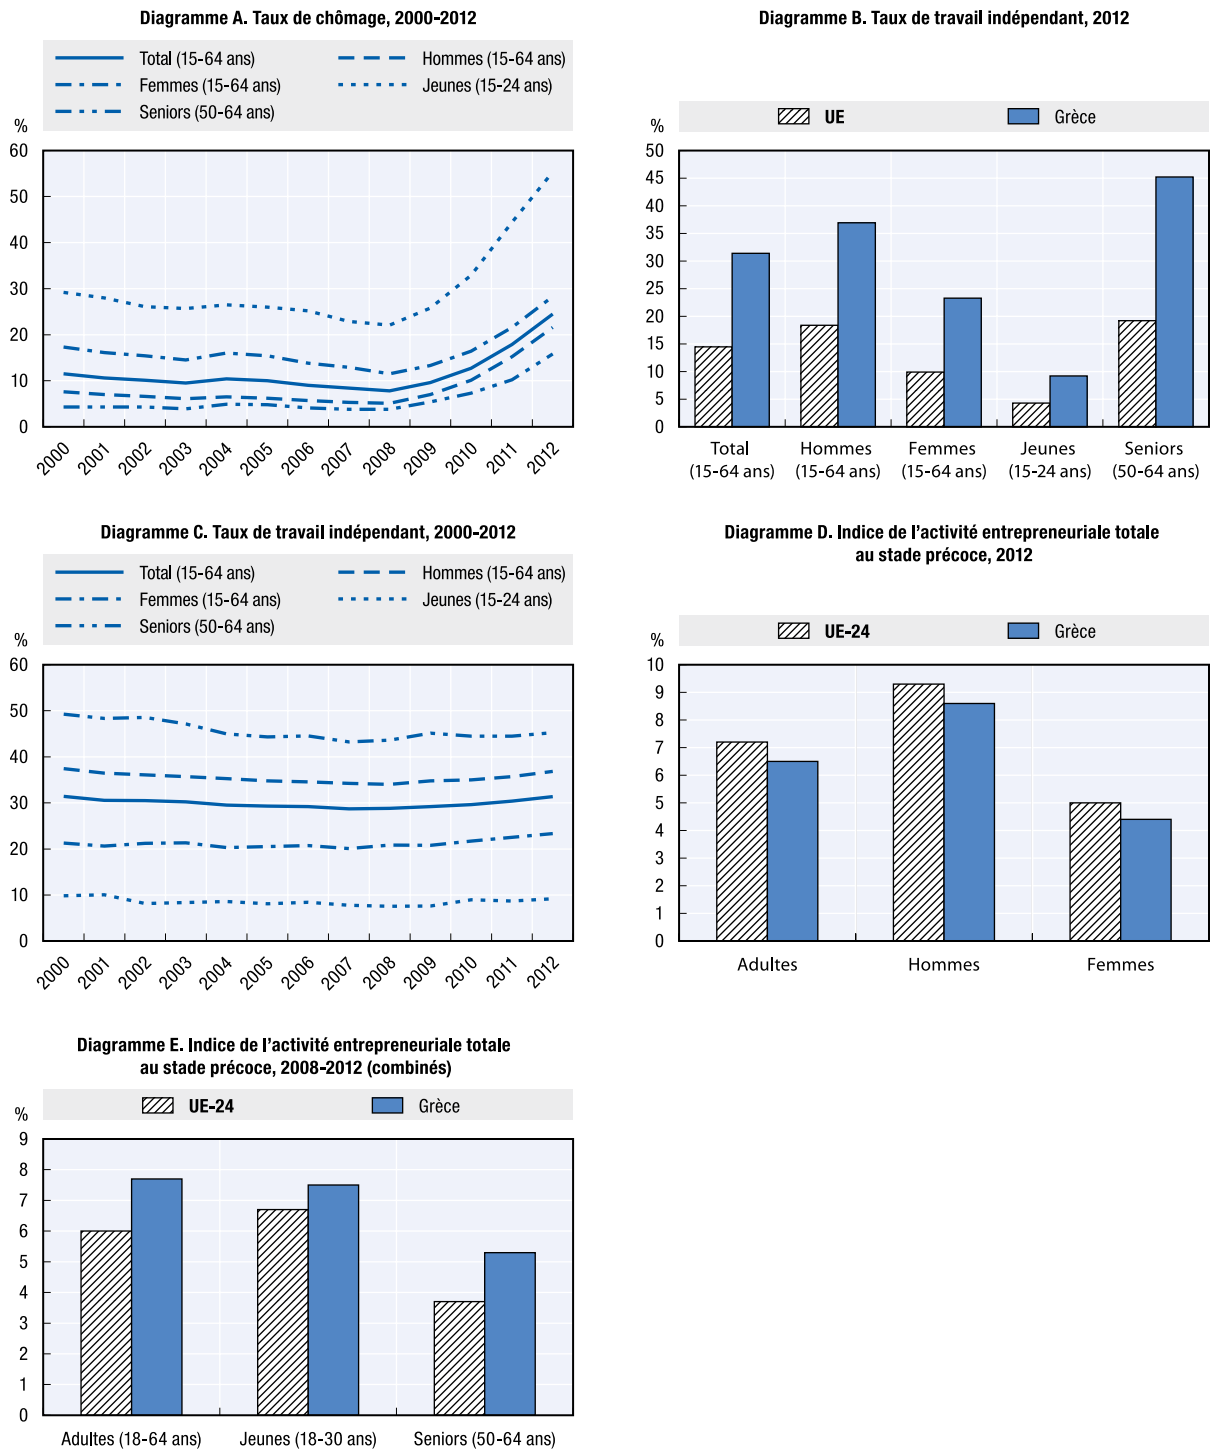 Diagramme A. Taux de chômage, 2000-2012
Total (15-64 ans)
Hommes (15-64 ans)
Femmes (15-64 ans)
Jeunes (15-24 ans)
Seniors (50-64 ans)
%
60
50
40
30
20
10
0
2000
2001
2002
2003
2004
2005
2006
2007
2008
2009
2010
2011
2012
Diagramme B. Taux de travail indépendant, 2012
UE
Grèce
%
50
45
40
35
30
25
20
15
10
5
0
Total
(15-64 ans)
Hommes
(15-64 ans)
Femmes
(15-64 ans)
Jeunes
(15-24 ans)
Seniors
(50-64 ans)
Diagramme C. Taux de travail indépendant, 2000-2012
Total (15-64 ans)
Hommes (15-64 ans)
Femmes (15-64 ans)
Jeunes (15-24 ans)
Seniors (50-64 ans)
%
60
50
40
30
20
10
0
2000
2001
2002
2003
2004
2005
2006
2007
2008
2009
2010
2011
2012
Diagramme D. Indice de l’activité entrepreneuriale totale
au stade précoce, 2012
UE-24
Grèce
%
10
9
8
7
6
5
4
3
2
1
0
Adultes
Hommes
Femmes
Diagramme E. Indice de l’activité entrepreneuriale totale
au stade précoce, 2008-2012 (combinés)
UE-24
Grèce
%
9
8
7
6
5
4
3
2
1
0
Adultes (18-64 ans)
Jeunes (18-30 ans)
Seniors (50-64 ans)